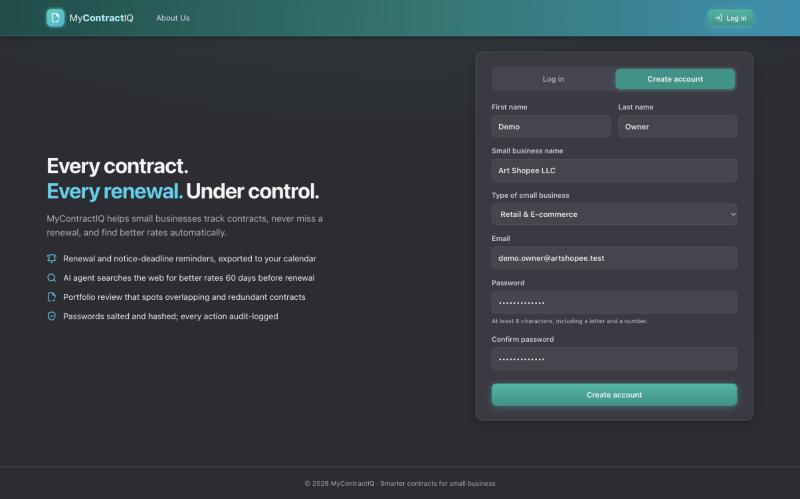 MyContractIQ
About Us
Log in
Every contract.
Every renewal. Under control.
MyContractIQ helps small businesses track contracts, never miss a
renewal, and find better rates automatically.
Renewal and notice-deadline reminders, exported to your calendar
AI agent searches the web for better rates 60 days before renewal
Portfolio review that spots overlapping and redundant contracts
Passwords salted and hashed; every action audit-logged
Log in
Create account
First name
Last name
Demo
Owner
Small business name
Art Shopee LLC
Type of small business
Retail & E-commerce
Email
demo.owner@artshopee.test
Password
•••••••••••••
At least 8 characters, including a letter and a number.
Confirm password
•••••••••••••
Create account
© 2026 MyContractIQ · Smarter contracts for small business